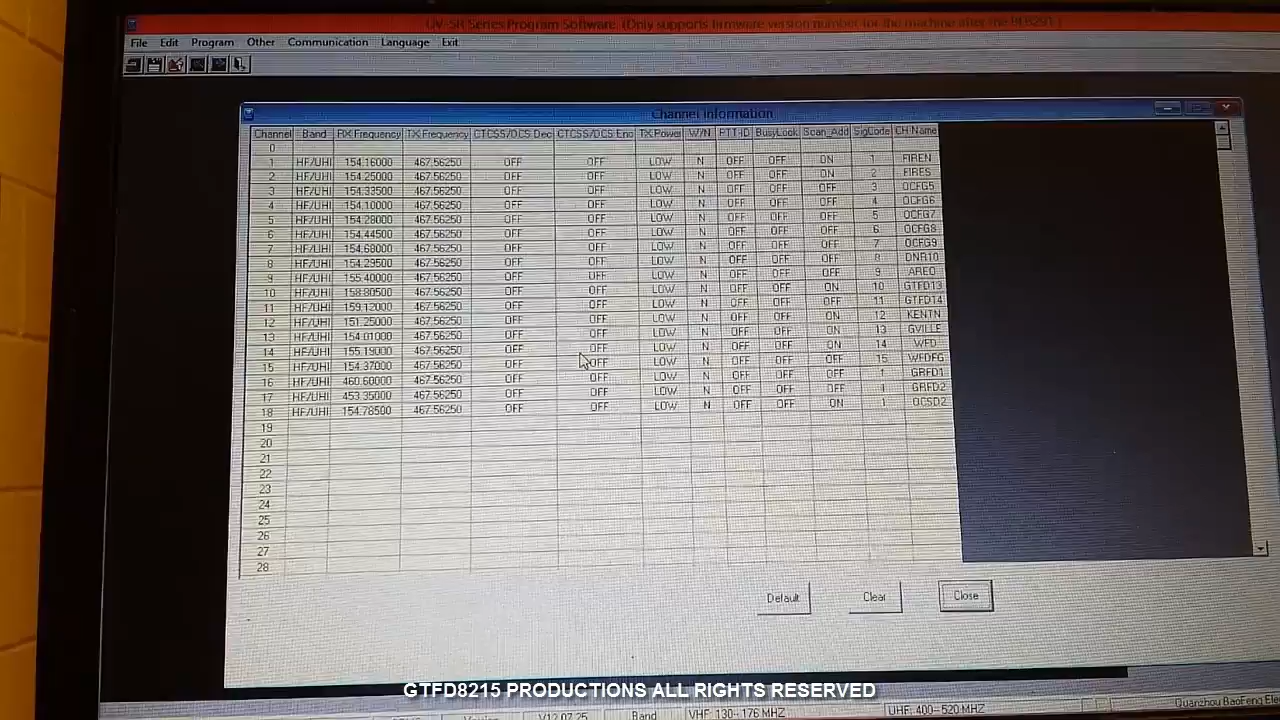 UV-5R Series Program Software. (Only supports firmware version number for the machine after the BFB291.)
File Edit Program Other Communication Language Exit
Channel Information
Channel Band RX Frequency TX Frequency CTCSS/DCS Dec CTCSS/DCS Enc TX Power W/N PTT-ID BusyLock Scan_Add SigCode CH Name
0
1 HF/UHI 154.16000 467.56250 OFF OFF LOW N OFF OFF ON 1 FIREN
2 HF/UHI 154.25000 467.56250 OFF OFF LOW N OFF OFF ON 2 FIRES
3 HF/UHI 154.33500 467.56250 OFF OFF LOW N OFF OFF OFF 3 OCFG5
4 HF/UHI 154.10000 467.56250 OFF OFF LOW N OFF OFF OFF 4 OCFG6
5 HF/UHI 154.28000 467.56250 OFF OFF LOW N OFF OFF OFF 5 OCFG7
6 HF/UHI 154.44500 467.56250 OFF OFF LOW N OFF OFF OFF 6 OCFG8
7 HF/UHI 154.68000 467.56250 OFF OFF LOW N OFF OFF OFF 7 OCFG9
8 HF/UHI 154.29500 467.56250 OFF OFF LOW N OFF OFF OFF 8 DNR10
9 HF/UHI 155.40000 467.56250 OFF OFF LOW N OFF OFF OFF 9 AREO
10 HF/UHI 158.80500 467.56250 OFF OFF LOW N OFF OFF ON 10 GTFD13
11 HF/UHI 159.12000 467.56250 OFF OFF LOW N OFF OFF OFF 11 GTFD14
12 HF/UHI 151.25000 467.56250 OFF OFF LOW N OFF OFF ON 12 KENTN
13 HF/UHI 154.01000 467.56250 OFF OFF LOW N OFF OFF ON 13 GVILLE
14 HF/UHI 155.19000 467.56250 OFF OFF LOW N OFF OFF ON 14 WFD
15 HF/UHI 154.37000 467.56250 OFF OFF LOW N OFF OFF OFF 15 WFDFG
16 HF/UHI 460.60000 467.56250 OFF OFF LOW N OFF OFF OFF 1 GRFD1
17 HF/UHI 453.35000 467.56250 OFF OFF LOW N OFF OFF OFF 1 GRFD2
18 HF/UHI 154.78500 467.56250 OFF OFF LOW N OFF OFF ON 1 OCSD2
19
20
21
22
23
24
25
26
27
28
Default Clear Close
GTFD8215 PRODUCTIONS ALL RIGHTS RESERVED
Version V12.07.25 Band VHF: 130--176 MHZ UHF: 400--520 MHZ Quanzhou BaoFeng